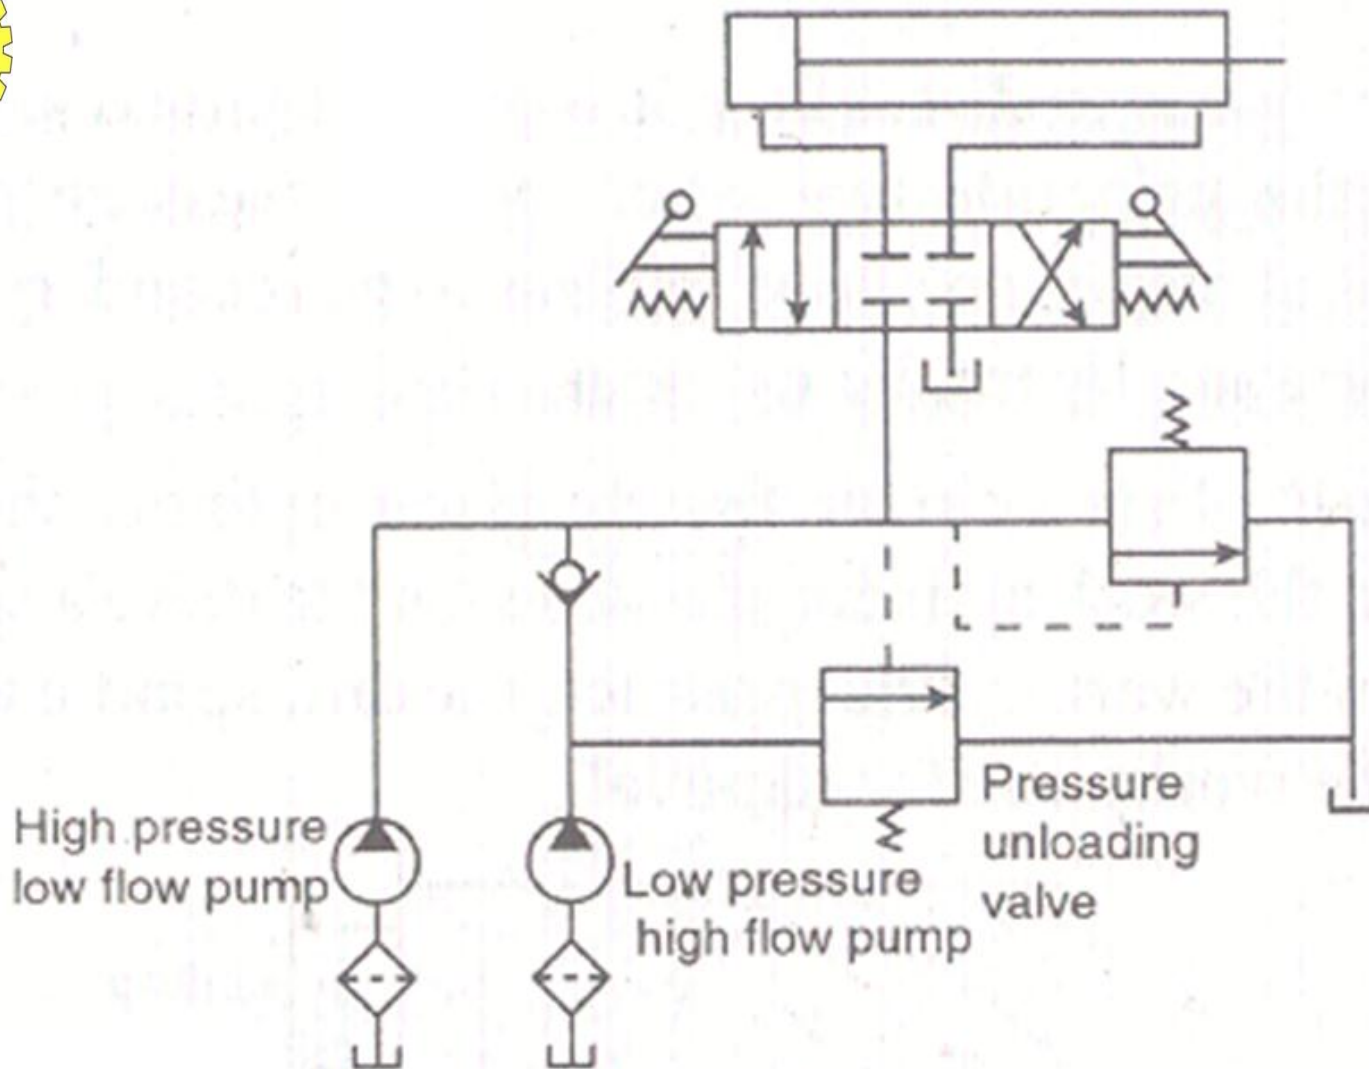 High pressure
low flow pump
Low pressure
high flow pump
Pressure
unloading
valve